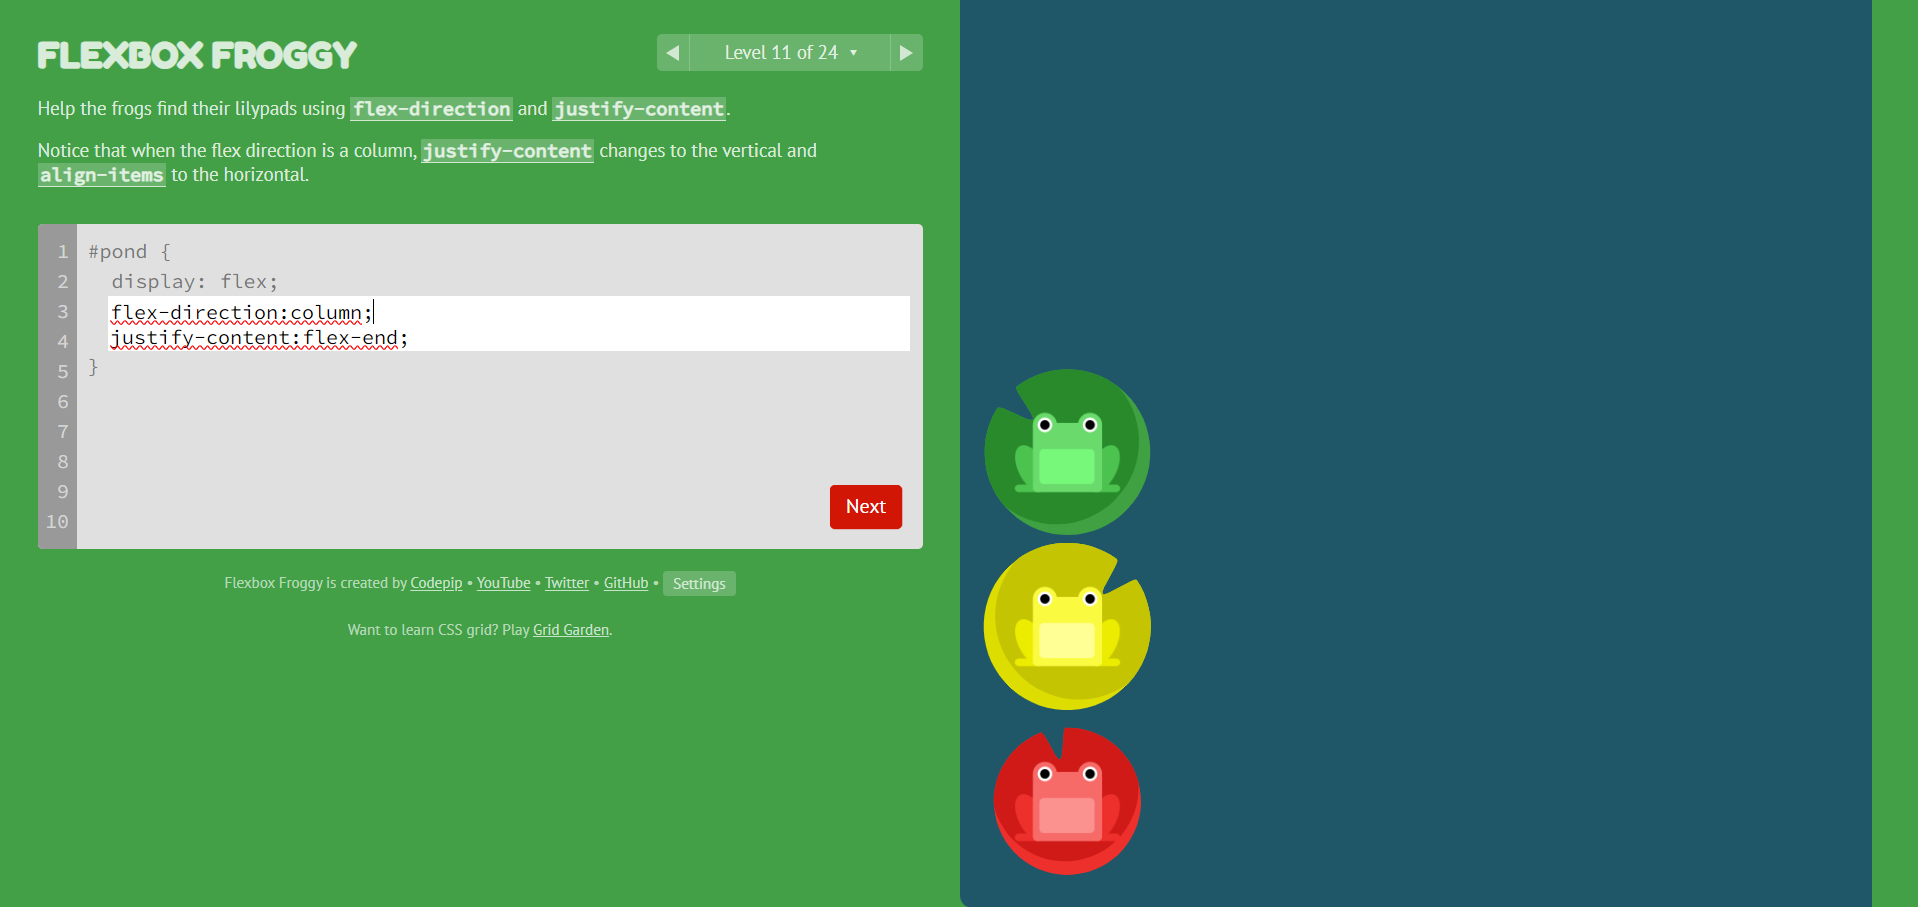 FLEXBOX FROGGY
◀ Level 11 of 24 ▾ ▶
Help the frogs find their lilypads using flex-direction and justify-content.
Notice that when the flex direction is a column, justify-content changes to the vertical and
align-items to the horizontal.
1 #pond {
2 display: flex;
3 flex-direction:column;
4 justify-content:flex-end;
5 }
6
7
8
9
10
Next
Flexbox Froggy is created by Codepip • YouTube • Twitter • GitHub • Settings
Want to learn CSS grid? Play Grid Garden.